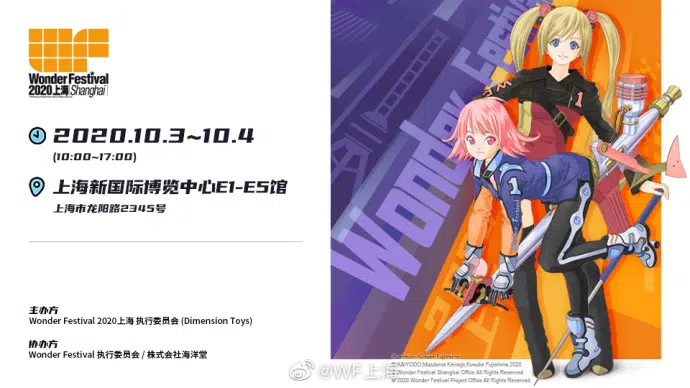 Wonder Festival
2020上海[Shanghai]
2020.10.3~10.4
(10:00~17:00)
上海新国际博览中心E1-E5馆
上海市龙阳路2345号
主办方
Wonder Festival 2020上海 执行委员会 (Dimension Toys)
协办方
Wonder Festival 执行委员会 / 株式会社海洋堂
Wonder Festival
1
1
@WF上海
© KAIYODO,Masatame Kenojo,Kosuke Fujishima 2020
© Wonder Festival Shanghai Office All Rights Reserved.
© 2020 Wonder Festival Project Office All Rights Reserved.